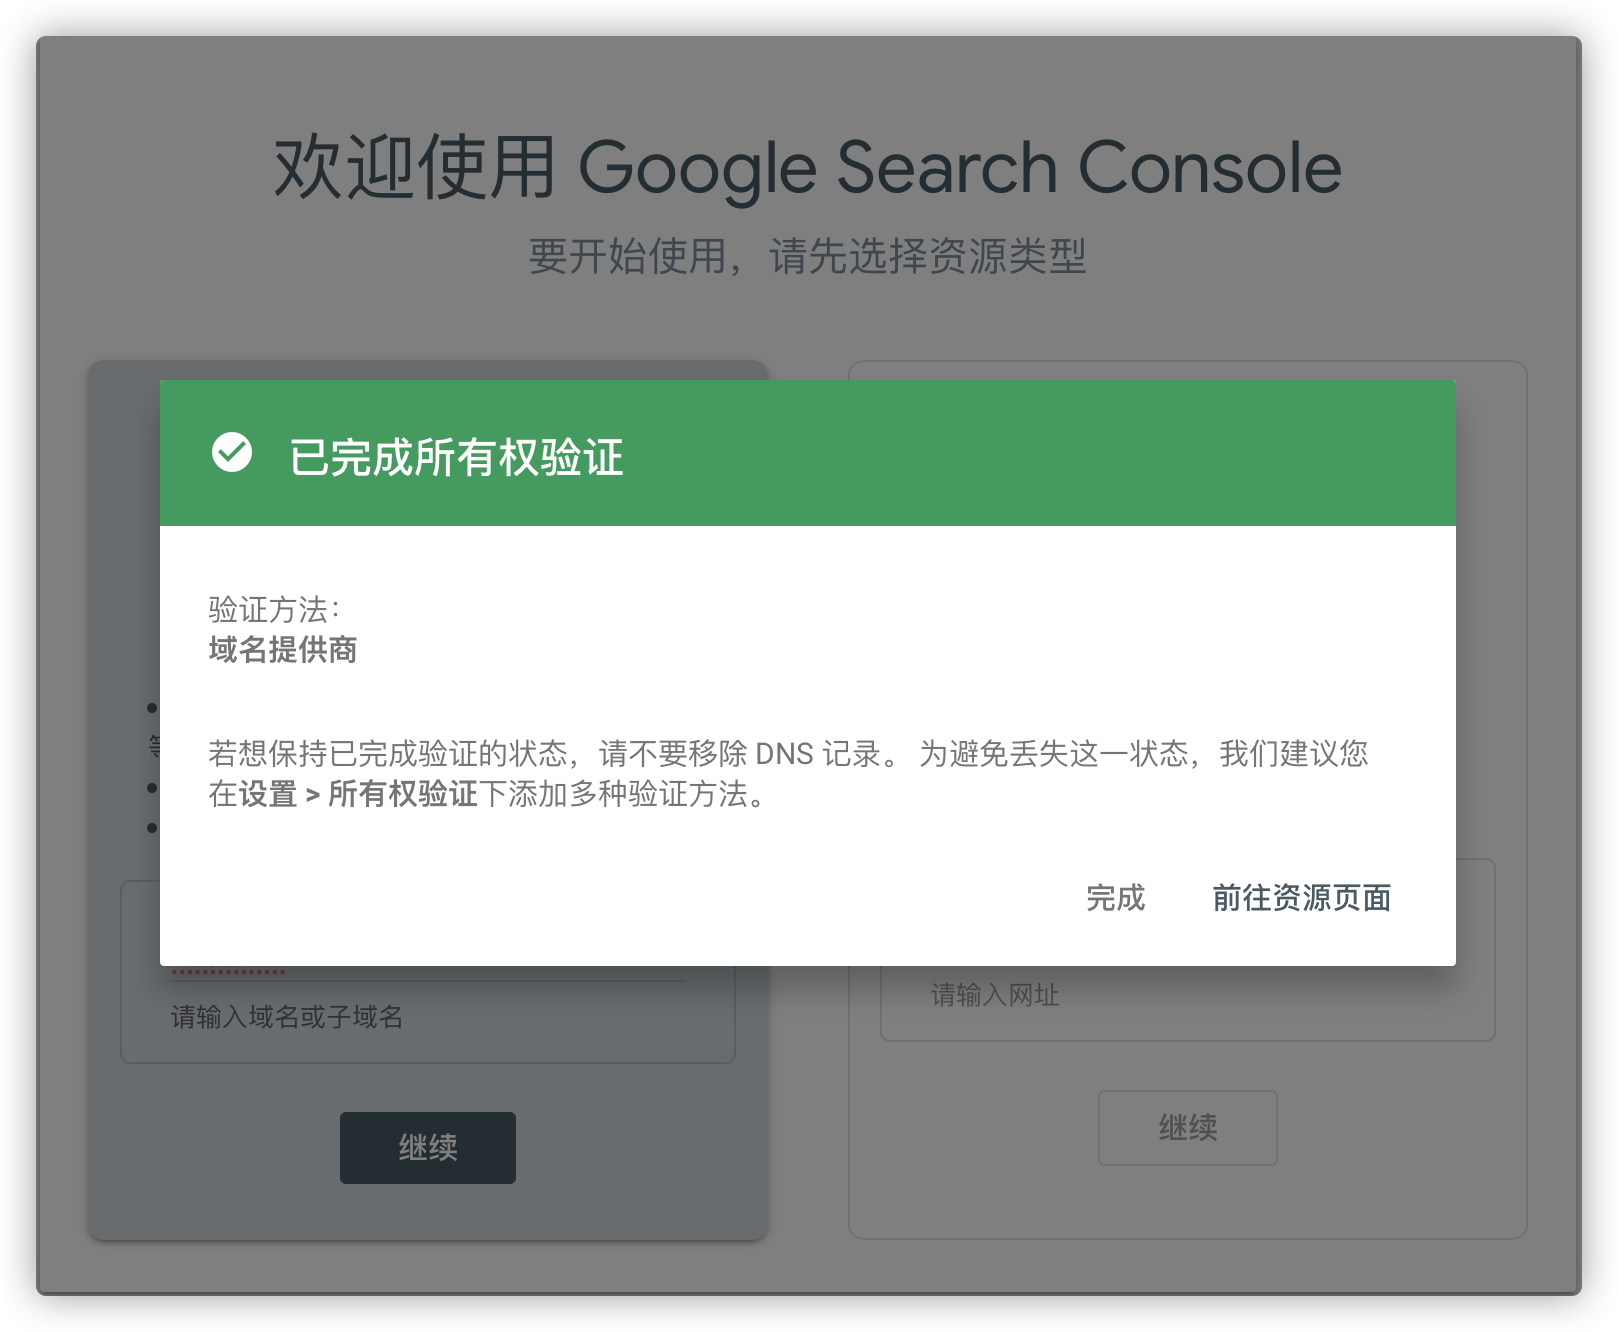 欢迎使用 Google Search Console
要开始使用，请先选择资源类型
已完成所有权验证
验证方法：
域名提供商
若想保持已完成验证的状态，请不要移除 DNS 记录。 为避免丢失这一状态，我们建议您
在设置 > 所有权验证下添加多种验证方法。
完成 前往资源页面
请输入域名或子域名
请输入网址
继续
继续